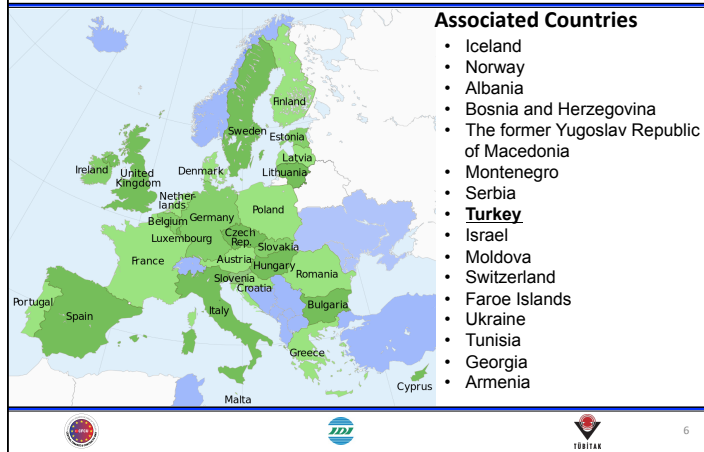 Associated Countries
• Iceland
• Norway
• Albania
• Bosnia and Herzegovina
• The former Yugoslav Republic
of Macedonia
• Montenegro
• Serbia
• Turkey
• Israel
• Moldova
• Switzerland
• Faroe Islands
• Ukraine
• Tunisia
• Georgia
• Armenia
Finland
Sweden
Estonia
Latvia
Lithuania
Ireland
United
Kingdom
Denmark
Nether-
lands
Belgium
Germany
Poland
Luxembourg
Czech
Rep.
Slovakia
France
Austria
Hungary
Slovenia
Croatia
Romania
Portugal
Spain
Italy
Bulgaria
Greece
Malta
Cyprus
TÜBİTAK
6